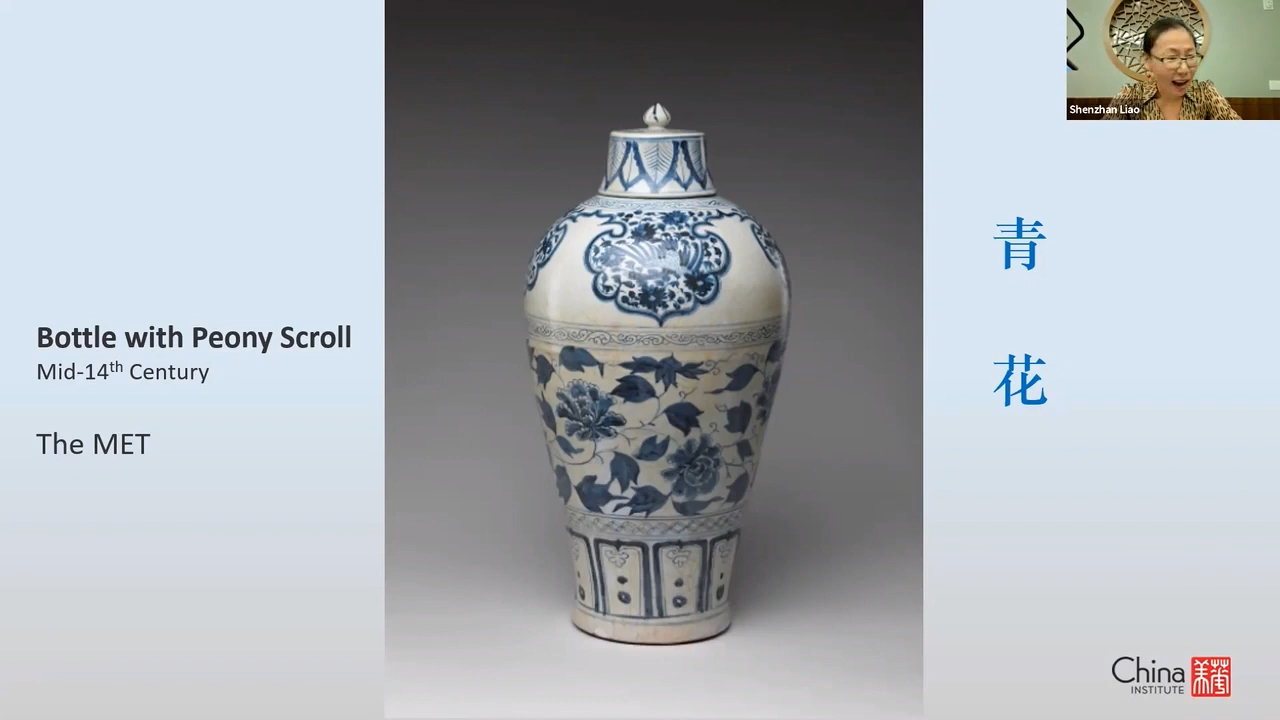 Shenzhan Liao
青
花
Bottle with Peony Scroll
Mid-14th Century
The MET
China
INSTITUTE